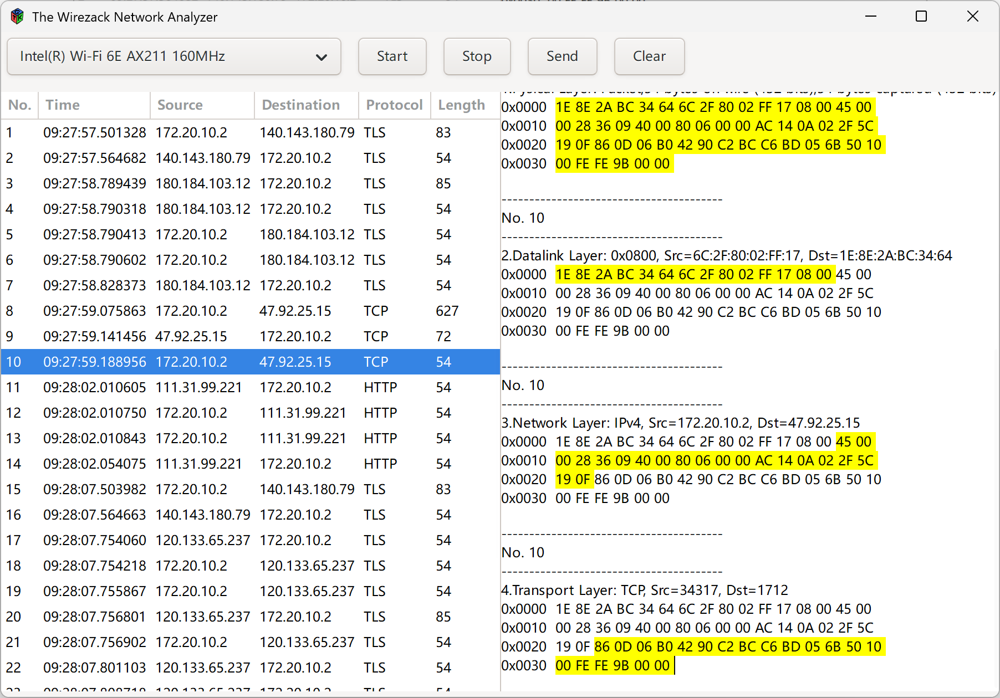 The Wirezack Network Analyzer
Intel(R) Wi-Fi 6E AX211 160MHz Start Stop Send Clear
No. Time Source Destination Protocol Length
1 09:27:57.501328 172.20.10.2 140.143.180.79 TLS 83
2 09:27:57.564682 140.143.180.79 172.20.10.2 TLS 54
3 09:27:58.789439 180.184.103.12 172.20.10.2 TLS 85
4 09:27:58.790318 180.184.103.12 172.20.10.2 TLS 54
5 09:27:58.790413 172.20.10.2 180.184.103.12 TLS 54
6 09:27:58.790602 172.20.10.2 180.184.103.12 TLS 54
7 09:27:58.828373 180.184.103.12 172.20.10.2 TLS 54
8 09:27:59.075863 172.20.10.2 47.92.25.15 TCP 627
9 09:27:59.141456 47.92.25.15 172.20.10.2 TCP 72
10 09:27:59.188956 172.20.10.2 47.92.25.15 TCP 54
11 09:28:02.010605 111.31.99.221 172.20.10.2 HTTP 54
12 09:28:02.010750 172.20.10.2 111.31.99.221 HTTP 54
13 09:28:02.010843 172.20.10.2 111.31.99.221 HTTP 54
14 09:28:02.054075 111.31.99.221 172.20.10.2 HTTP 54
15 09:28:07.503982 172.20.10.2 140.143.180.79 TLS 83
16 09:28:07.564663 140.143.180.79 172.20.10.2 TLS 54
17 09:28:07.754060 120.133.65.237 172.20.10.2 TLS 54
18 09:28:07.754218 172.20.10.2 120.133.65.237 TLS 54
19 09:28:07.755867 172.20.10.2 120.133.65.237 TLS 54
20 09:28:07.756801 120.133.65.237 172.20.10.2 TLS 85
21 09:28:07.756902 172.20.10.2 120.133.65.237 TLS 54
22 09:28:07.801103 120.133.65.237 172.20.10.2 TLS 54
0x0000 1E 8E 2A BC 34 64 6C 2F 80 02 FF 17 08 00 45 00
0x0010 00 28 36 09 40 00 80 06 00 00 AC 14 0A 02 2F 5C
0x0020 19 0F 86 0D 06 B0 42 90 C2 BC C6 BD 05 6B 50 10
0x0030 00 FE FE 9B 00 00
----------------------------------------
No. 10
----------------------------------------
2.Datalink Layer: 0x0800, Src=6C:2F:80:02:FF:17, Dst=1E:8E:2A:BC:34:64
0x0000 1E 8E 2A BC 34 64 6C 2F 80 02 FF 17 08 00 45 00
0x0010 00 28 36 09 40 00 80 06 00 00 AC 14 0A 02 2F 5C
0x0020 19 0F 86 0D 06 B0 42 90 C2 BC C6 BD 05 6B 50 10
0x0030 00 FE FE 9B 00 00
----------------------------------------
No. 10
----------------------------------------
3.Network Layer: IPv4, Src=172.20.10.2, Dst=47.92.25.15
0x0000 1E 8E 2A BC 34 64 6C 2F 80 02 FF 17 08 00 45 00
0x0010 00 28 36 09 40 00 80 06 00 00 AC 14 0A 02 2F 5C
0x0020 19 0F 86 0D 06 B0 42 90 C2 BC C6 BD 05 6B 50 10
0x0030 00 FE FE 9B 00 00
----------------------------------------
No. 10
----------------------------------------
4.Transport Layer: TCP, Src=34317, Dst=1712
0x0000 1E 8E 2A BC 34 64 6C 2F 80 02 FF 17 08 00 45 00
0x0010 00 28 36 09 40 00 80 06 00 00 AC 14 0A 02 2F 5C
0x0020 19 0F 86 0D 06 B0 42 90 C2 BC C6 BD 05 6B 50 10
0x0030 00 FE FE 9B 00 00